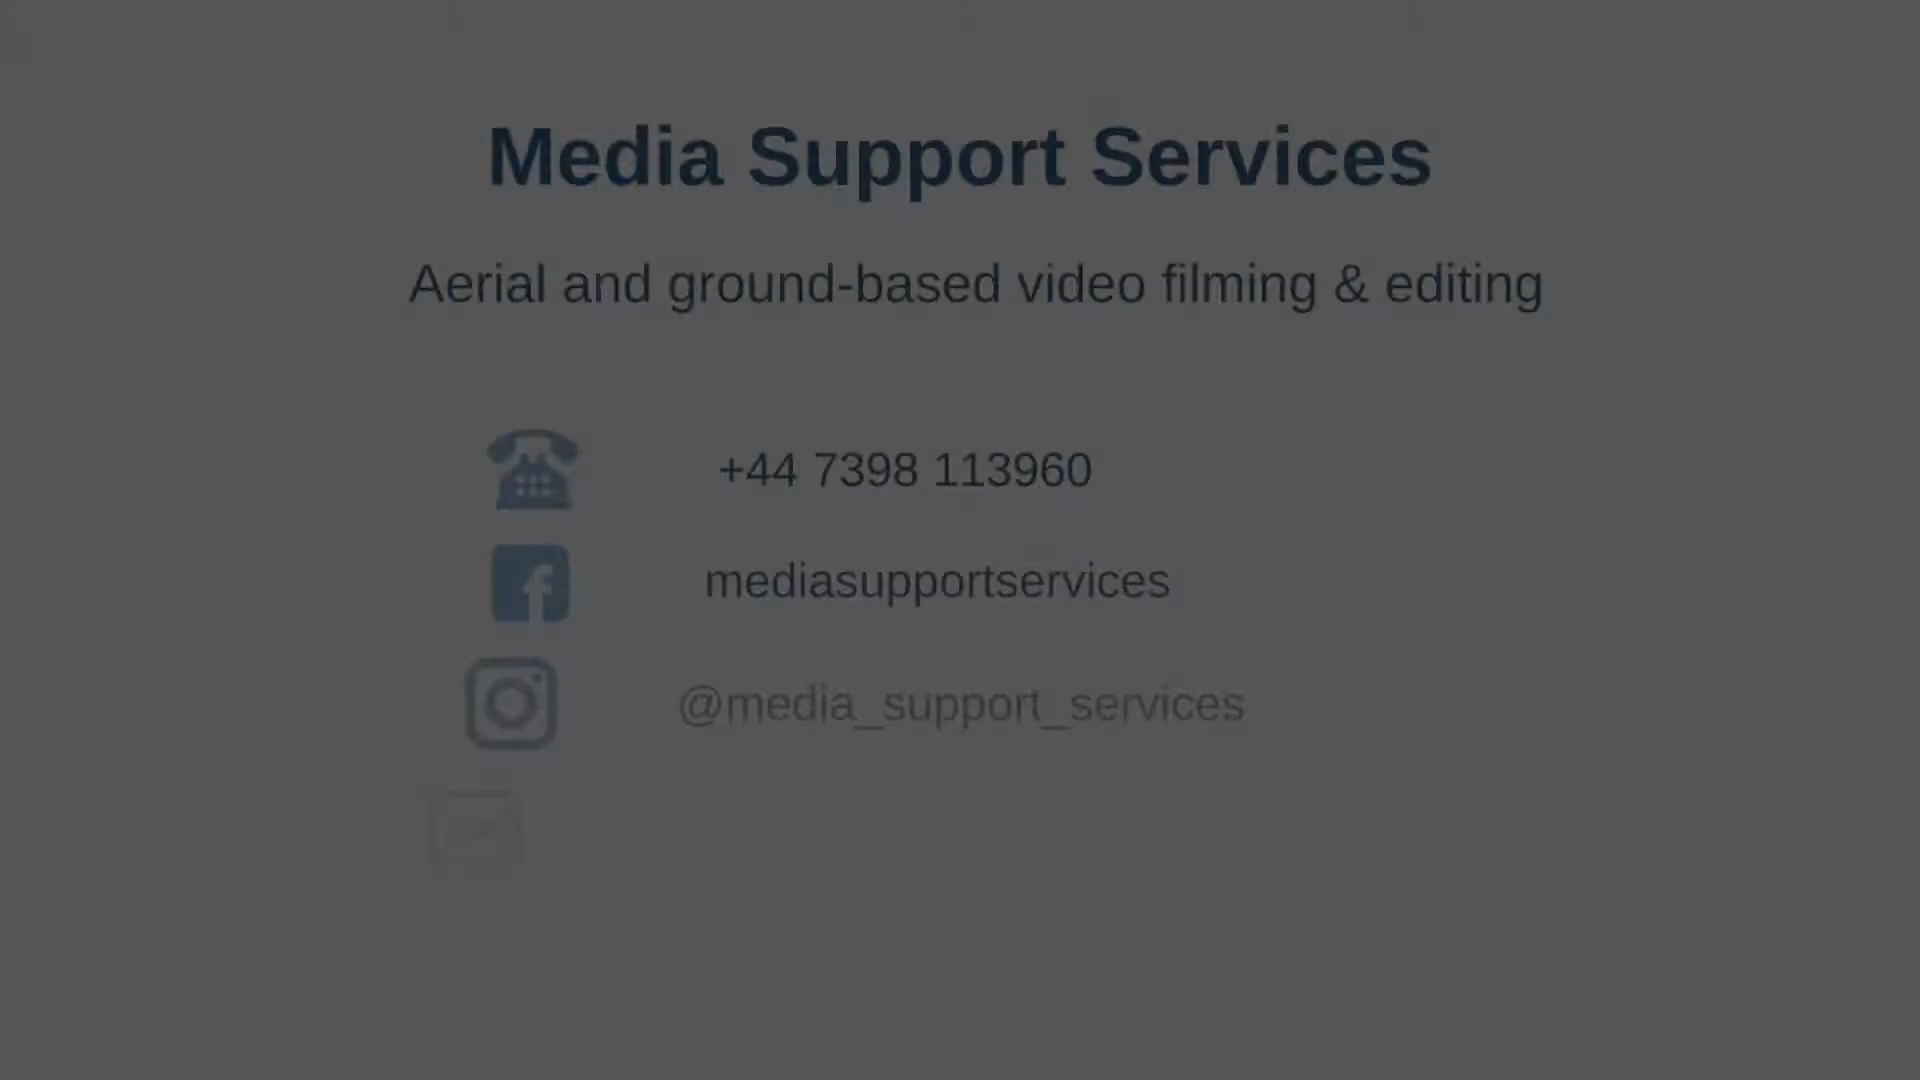 Media Support Services
Aerial and ground-based video filming & editing
+44 7398 113960
mediasupportservices
@media_support_services